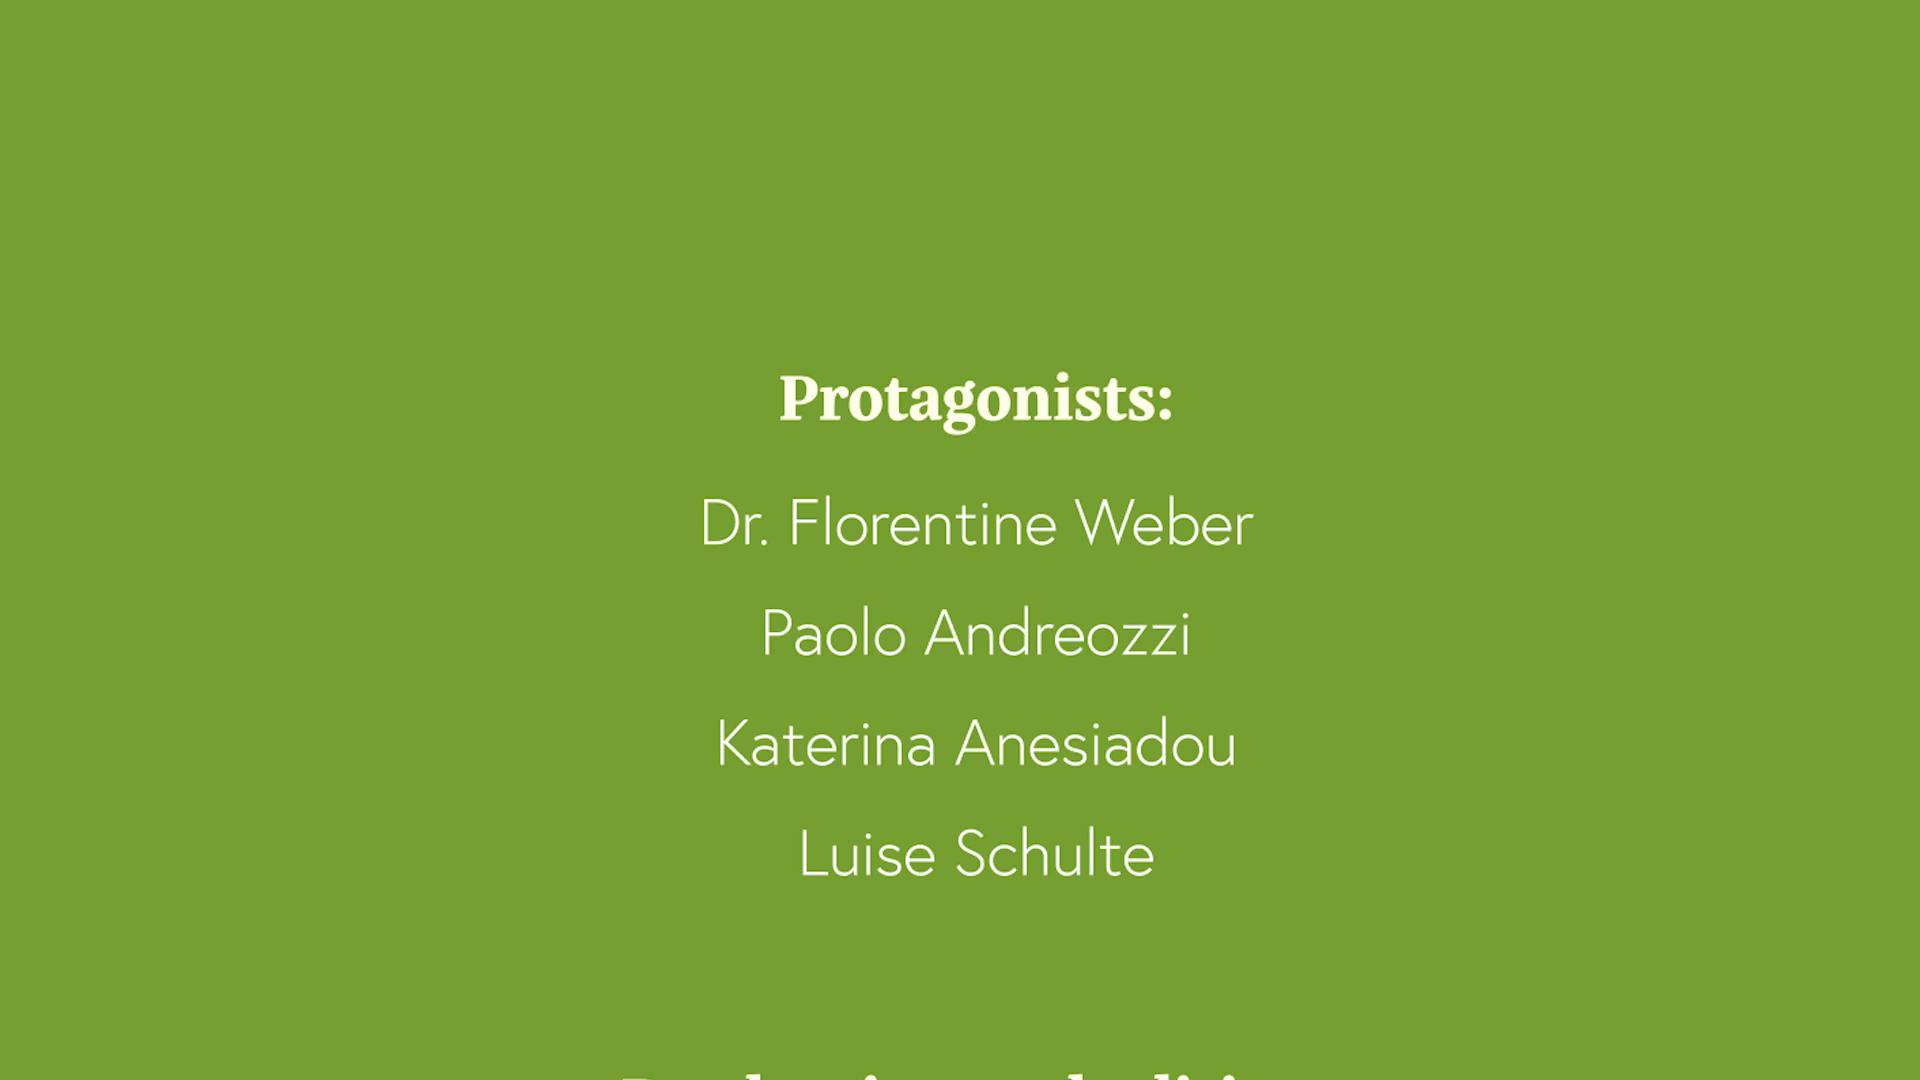 Protagonists:
Dr. Florentine Weber
Paolo Andreozzi
Katerina Anesiadou
Luise Schulte